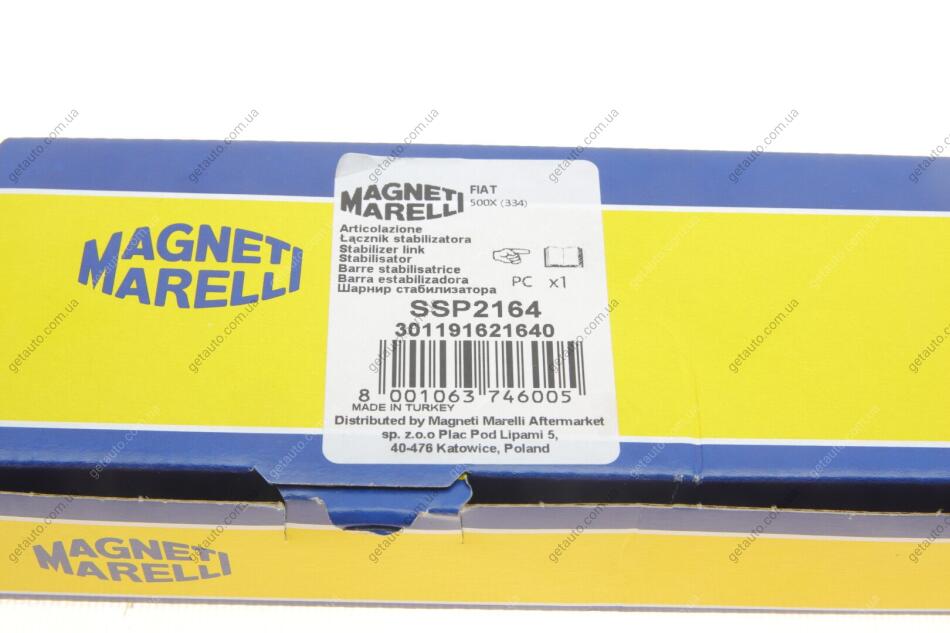 MAGNETI
MARELLI
MAGNETI
MARELLI
FIAT
500X (334)
Articolazione
Łącznik stabilizatora
Stabilizer link
Stabilisator
Barre stabilisatrice
Barra estabilizadora
Шарнир стабилизатора
PC x1
SSP2164
301191621640
8 001063 746005
MADE IN TURKEY
Distributed by Magneti Marelli Aftermarket
sp. z.o.o Plac Pod Lipami 5,
40-476 Katowice, Poland
MAGNETI
MARELLI
getauto.com.ua